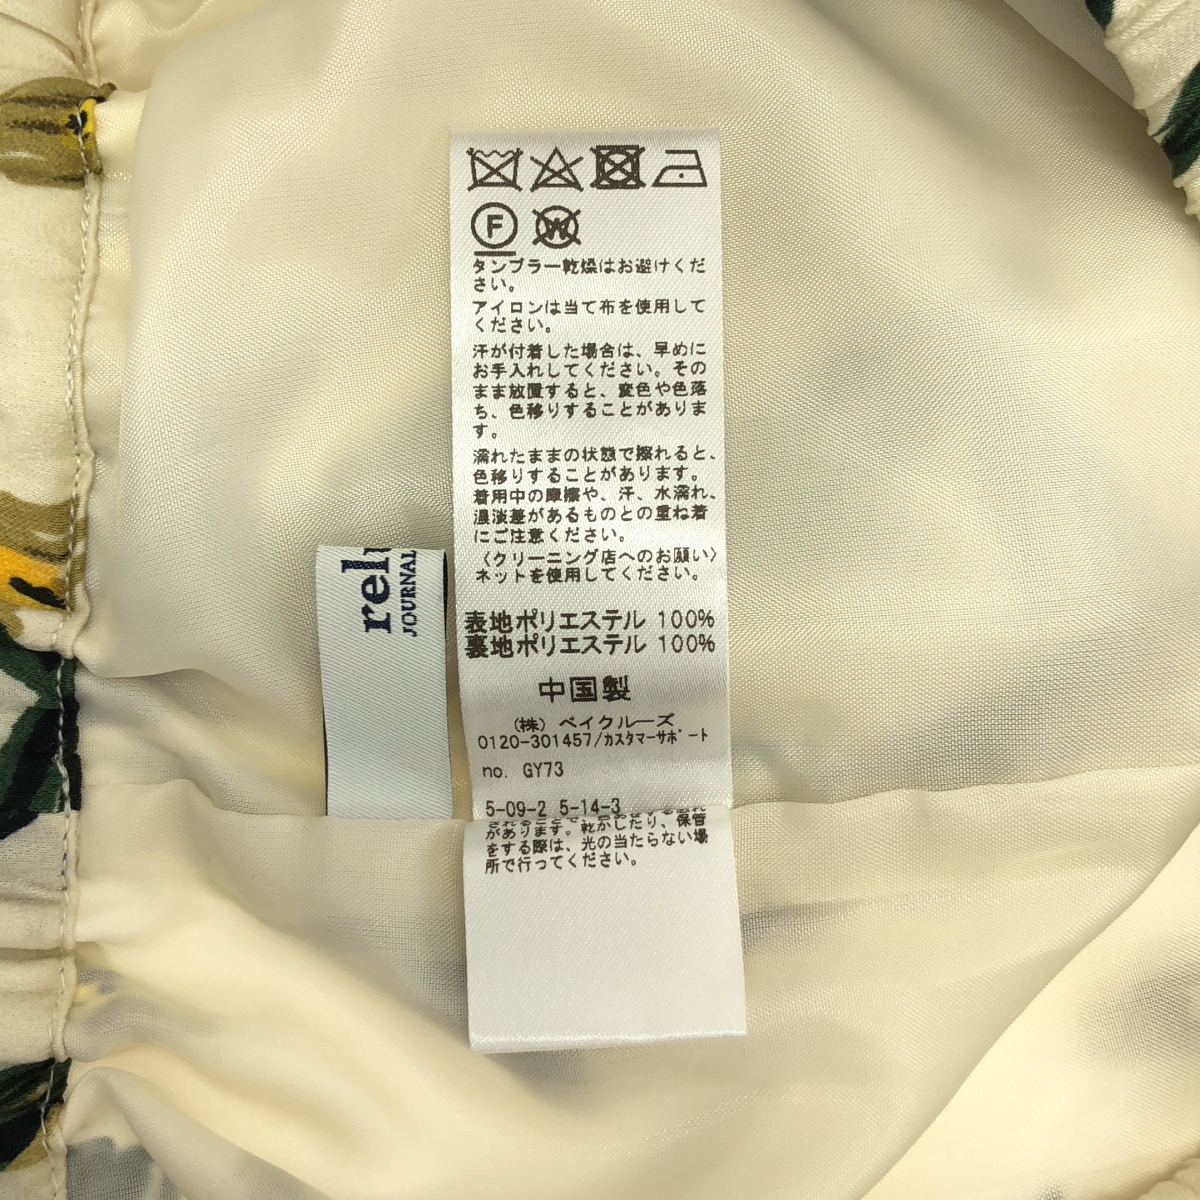 F W
タンブラー乾燥はお避けくだ
さい。
アイロンは当て布を使用して
ください。
汗が付着した場合は、早めに
お手入れしてください。その
まま放置すると、変色や色落
ち、色移りすることがありま
す。
濡れたままの状態で擦れると、
色移りすることがあります。
着用中の摩擦や、汗、水濡れ、
濃淡差があるものとの重ね着
にご注意ください。
〈クリーニング店へのお願い〉
ネットを使用してください。
表地ポリエステル 100%
裏地ポリエステル 100%
中国製
(株) ベイクルーズ
0120-301457/ｶｽﾀﾏｰｻﾎﾟｰﾄ
no. GY73
5-09-2 5-14-3
があります。乾かしたり、保管
をする際は、光の当たらない場
所で行ってください。
rel
JOURNAL